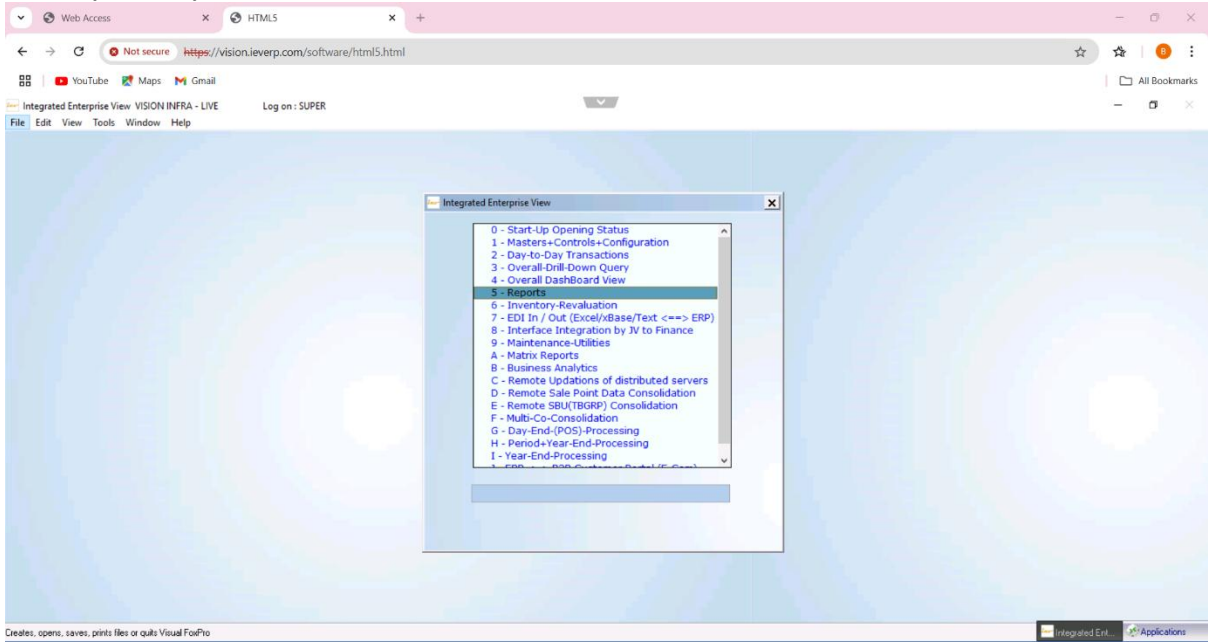 Web Access
HTML5
Not secure https://vision.ieverp.com/software/html5.html
B
YouTube Maps Gmail
All Bookmarks
Integrated Enterprise View VISION INFRA - LIVE Log on : SUPER
File Edit View Tools Window Help
Integrated Enterprise View
0 - Start-Up Opening Status
1 - Masters+Controls+Configuration
2 - Day-to-Day Transactions
3 - Overall-Drill-Down Query
4 - Overall DashBoard View
5 - Reports
6 - Inventory-Revaluation
7 - EDI In / Out (Excel/xBase/Text <==> ERP)
8 - Interface Integration by JV to Finance
9 - Maintenance-Utilities
A - Matrix Reports
B - Business Analytics
C - Remote Updations of distributed servers
D - Remote Sale Point Data Consolidation
E - Remote SBU(TBGRP) Consolidation
F - Multi-Co-Consolidation
G - Day-End-(POS)-Processing
H - Period+Year-End-Processing
I - Year-End-Processing
Creates, opens, saves, prints files or quits Visual FoxPro
Integrated Ent... Applications